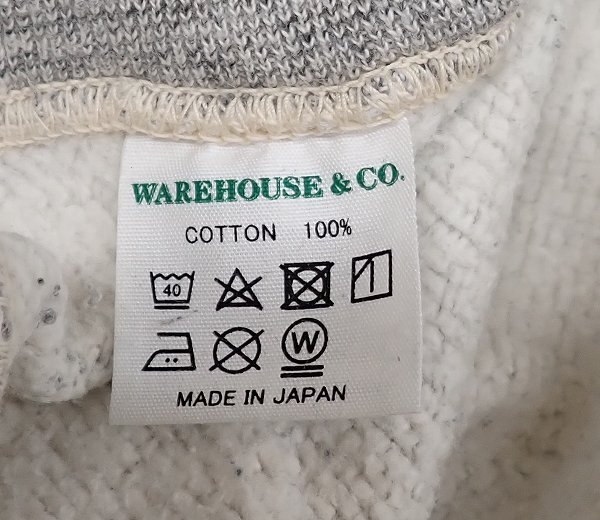 WAREHOUSE & CO.
COTTON 100%
40
W
MADE IN JAPAN